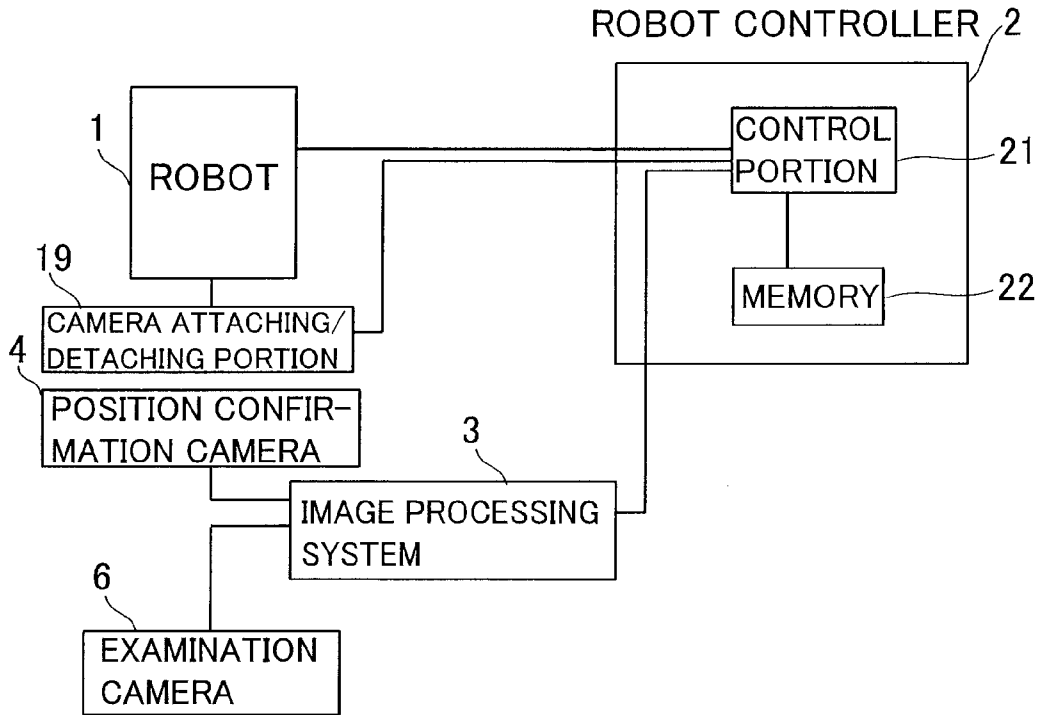 ROBOT CONTROLLER 2
1
ROBOT
CONTROL
PORTION
21
MEMORY
22
19
CAMERA ATTACHING/
DETACHING PORTION
4
POSITION CONFIR-
MATION CAMERA
3
IMAGE PROCESSING
SYSTEM
6
EXAMINATION
CAMERA